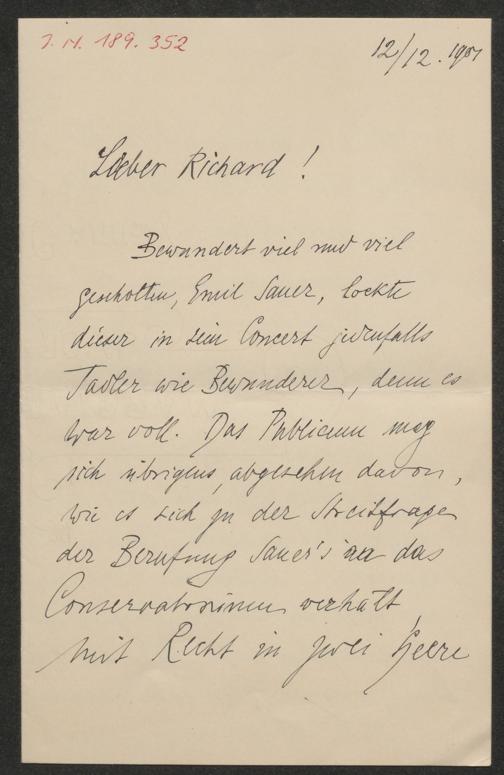 J. N. 189.352
12/12. 1901
Lieber Richard!
Bewundert viel und viel
gescholten, Emil Sauer, lockte
dieser in sein Concert jedenfalls
Tadler wie Bewunderer, denn es
war voll. Das Publicum mag
sich übrigens, abgesehen davon,
wie es sich zu der Streitfrage
der Berufung Sauer's an das
Conservatorium verhält,
mit Recht in zwei Heere